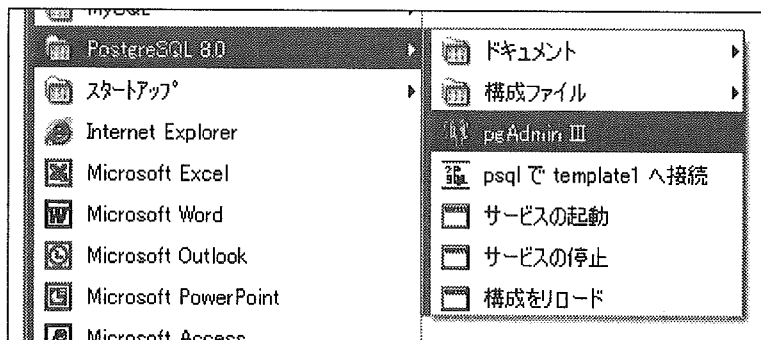 MySQL
PostgreSQL 8.0
スタートアップ
Internet Explorer
Microsoft Excel
Microsoft Word
Microsoft Outlook
Microsoft PowerPoint
Microsoft Access
ドキュメント
構成ファイル
pgAdmin III
psql で template1 へ接続
サービスの起動
サービスの停止
構成をリロード